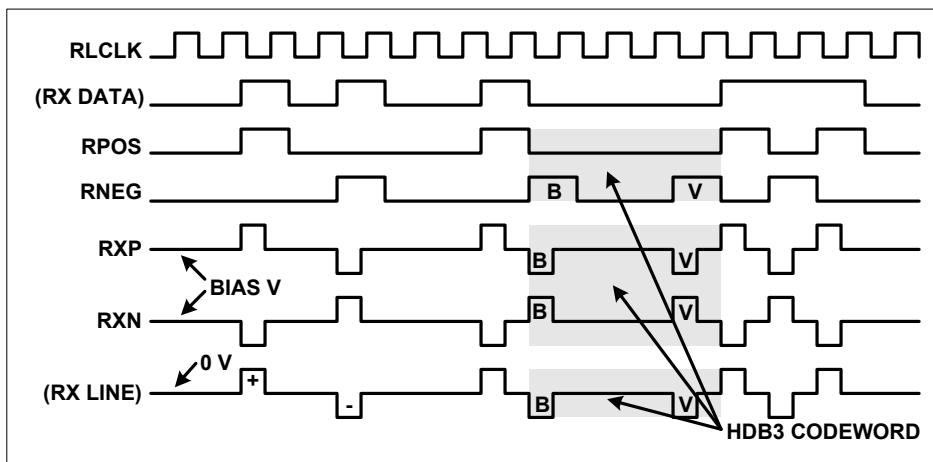 RLCLK
(RX DATA)
RPOS
RNEG
B V
RXP
B V
BIAS V
RXN
B V
0 V
(RX LINE)
+
-
B V
HDB3 CODEWORD